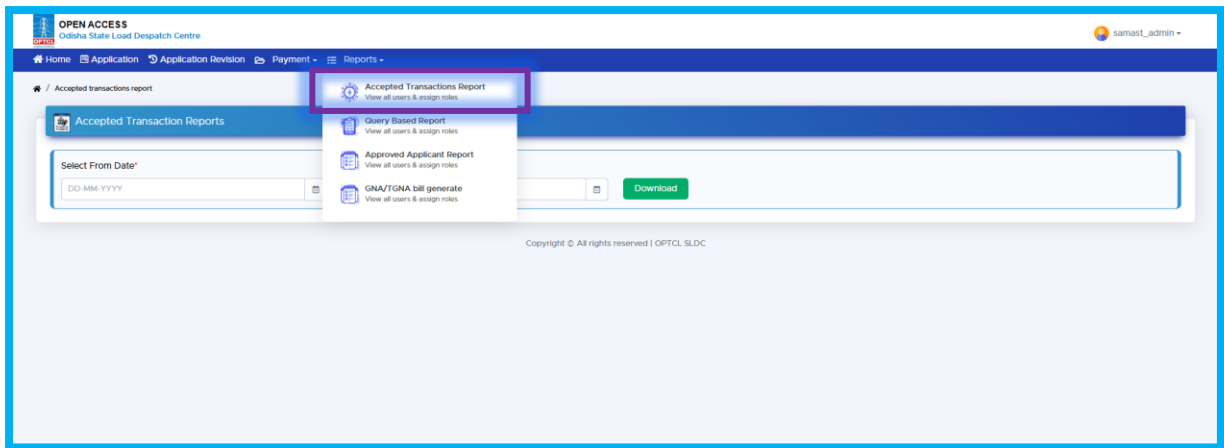 OPEN ACCESS
Odisha State Load Despatch Centre
OPTCL
samast_admin
Home Application Application Revision Payment Reports
/ Accepted transactions report
Accepted Transactions Report
View all users & assign roles
Accepted Transaction Reports
Query Based Report
View all users & assign roles
Approved Applicant Report
View all users & assign roles
Select From Date*
DD-MM-YYYY
GNA/TGNA bill generate
View all users & assign roles
Download
Copyright © All rights reserved | OPTCL SLDC